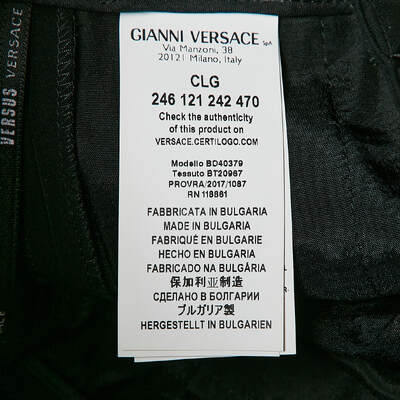 GIANNI VERSACE SpA
Via Manzoni, 38
20121 Milano, Italy
CLG
246 121 242 470
Check the authenticity
of this product on
VERSACE.CERTILOGO.COM
Modello BD40379
Tessuto BT20967
PROVRA/2017/1087
RN 118861
FABBRICATA IN BULGARIA
MADE IN BULGARIA
FABRIQUÉ EN BULGARIE
HECHO EN BULGARIA
FABRICADO NA BULGÁRIA
保加利亚制造
СДЕЛАНО В БОЛГАРИИ
ブルガリア製
HERGESTELLT IN BULGARIEN
VERSUS VERSACE